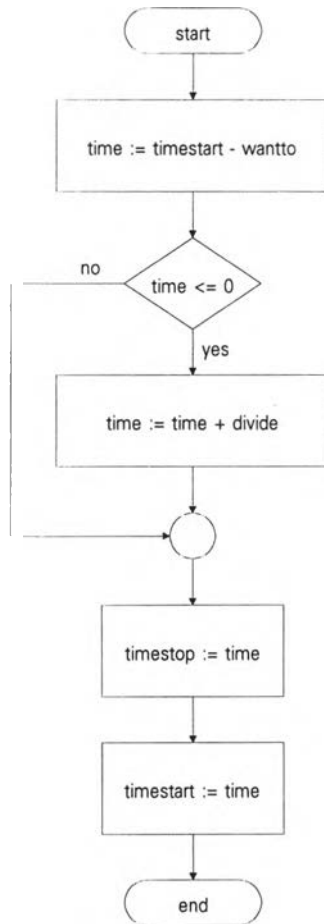 start
time := timestart - wantto
no
time <= 0
yes
time := time + divide
timestop := time
timestart := time
end